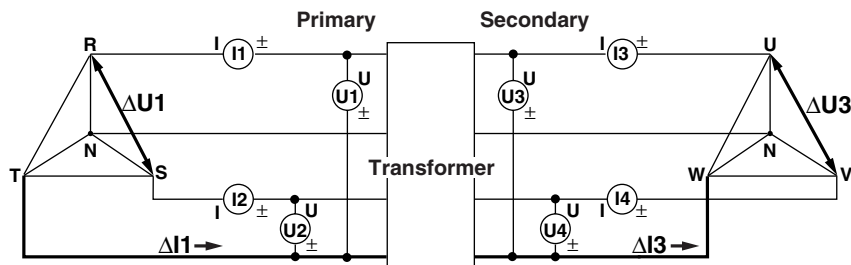 Primary Secondary
R I I1 ± I I3 ± U
ΔU1 U1 U ± U3 U ± ΔU3
N N
T S Transformer W V
I I2 ± U I I4 ±
U2 ± U4 U ±
ΔI1 → ΔI3 →